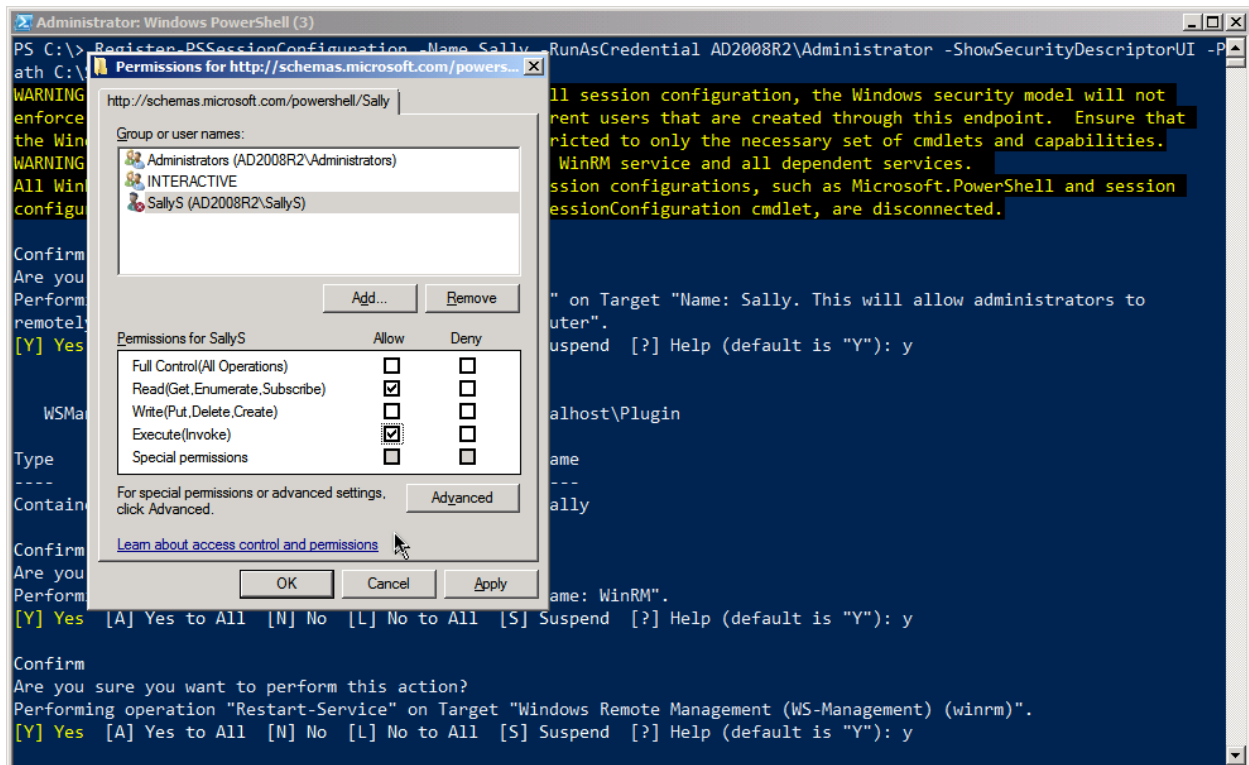 Administrator: Windows PowerShell (3)
PS C:\> Register-PSSessionConfiguration -Name Sally -RunAsCredential AD2008R2\Administrator -ShowSecurityDescriptorUI -P
ath C:\
WARNING ll session configuration, the Windows security model will not
enforce rent users that are created through this endpoint. Ensure that
the Win ricted to only the necessary set of cmdlets and capabilities.
WARNING WinRM service and all dependent services.
All Win ssion configurations, such as Microsoft.PowerShell and session
configu essionConfiguration cmdlet, are disconnected.
Confirm
Are you
Perform " on Target "Name: Sally. This will allow administrators to
remotel uter".
[Y] Yes uspend [?] Help (default is "Y"): y
WSMa alhost\Plugin
Type ame
---- ---
Contain ally
Confirm
Are you
Perform ame: WinRM".
[Y] Yes [A] Yes to All [N] No [L] No to All [S] Suspend [?] Help (default is "Y"): y
Confirm
Are you sure you want to perform this action?
Performing operation "Restart-Service" on Target "Windows Remote Management (WS-Management) (winrm)".
[Y] Yes [A] Yes to All [N] No [L] No to All [S] Suspend [?] Help (default is "Y"): y
Permissions for http://schemas.microsoft.com/powers...
http://schemas.microsoft.com/powershell/Sally
Group or user names:
Administrators (AD2008R2\Administrators)
INTERACTIVE
SallyS (AD2008R2\SallyS)
Add... Remove
Permissions for SallyS Allow Deny
Full Control(All Operations)
Read(Get,Enumerate,Subscribe)
Write(Put,Delete,Create)
Execute(Invoke)
Special permissions
For special permissions or advanced settings,
click Advanced.
Advanced
Learn about access control and permissions
OK Cancel Apply